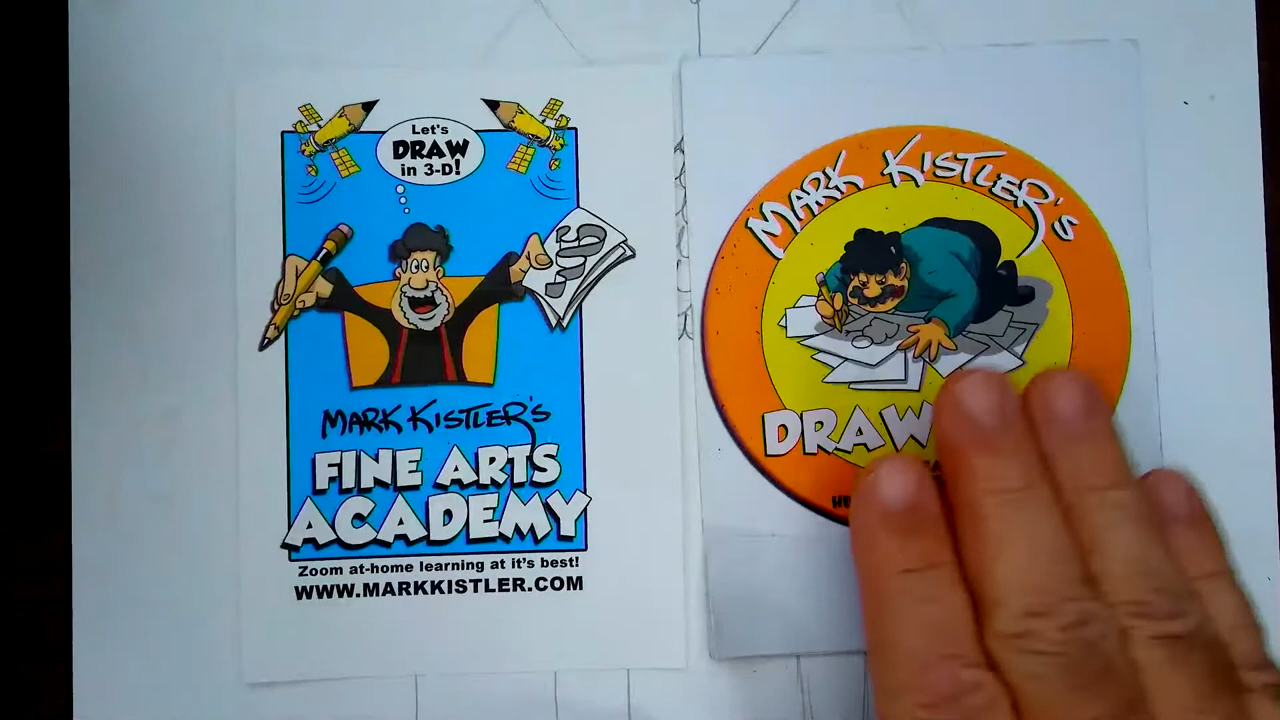 Let's
DRAW
in 3-D!
3-D
MARK KISTLER'S
FINE ARTS
ACADEMY
Zoom at-home learning at it's best!
WWW.MARKKISTLER.COM
MARK KISTLER'S
DRAW